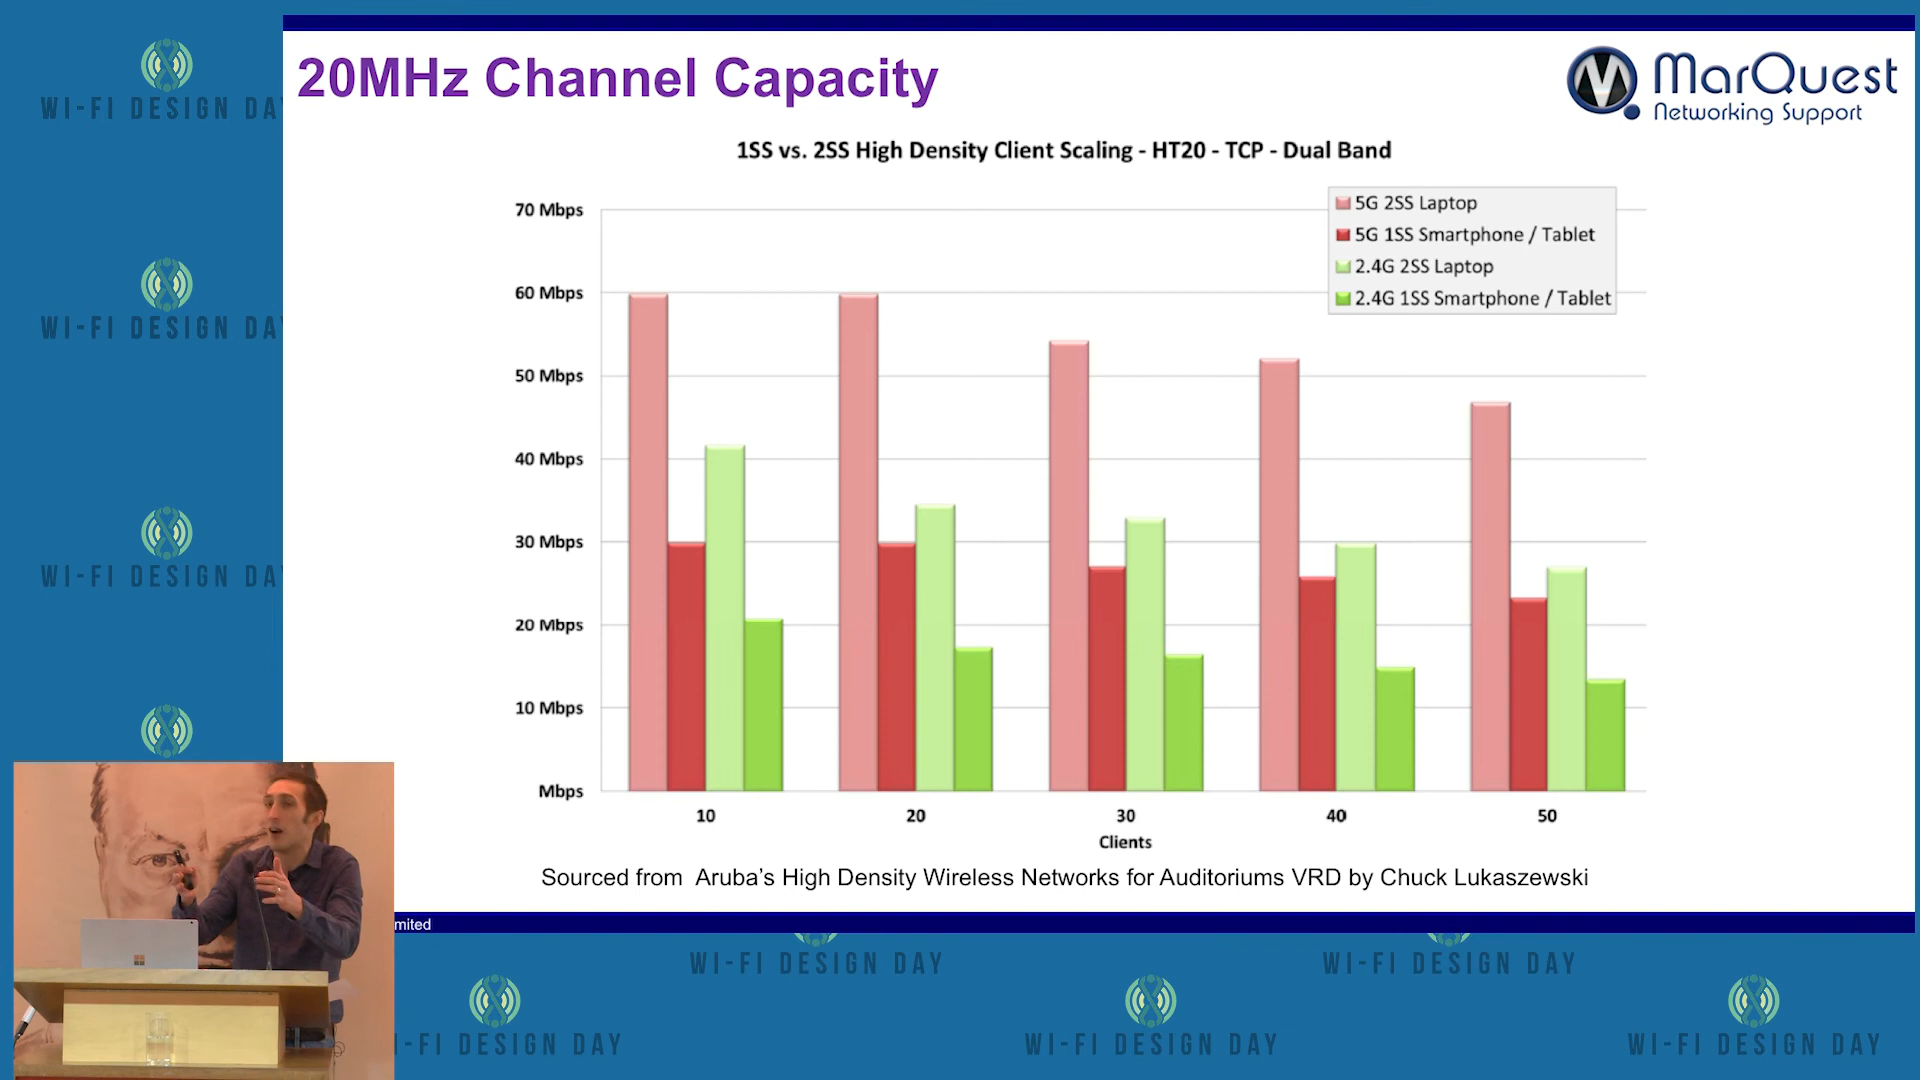 WI-FI DESIGN DA
WI-FI DESIGN DA
WI-FI DESIGN DA
20MHz Channel Capacity
MarQuest
Networking Support
1SS vs. 2SS High Density Client Scaling - HT20 - TCP - Dual Band
5G 2SS Laptop
5G 1SS Smartphone / Tablet
2.4G 2SS Laptop
2.4G 1SS Smartphone / Tablet
70 Mbps
60 Mbps
50 Mbps
40 Mbps
30 Mbps
20 Mbps
10 Mbps
Mbps
10 20 30 40 50
Clients
Sourced from Aruba's High Density Wireless Networks for Auditoriums VRD by Chuck Lukaszewski
mited
WI-FI DESIGN DAY
WI-FI DESIGN DAY
-FI DESIGN DAY
WI-FI DESIGN DAY
WI-FI DESIGN DAY